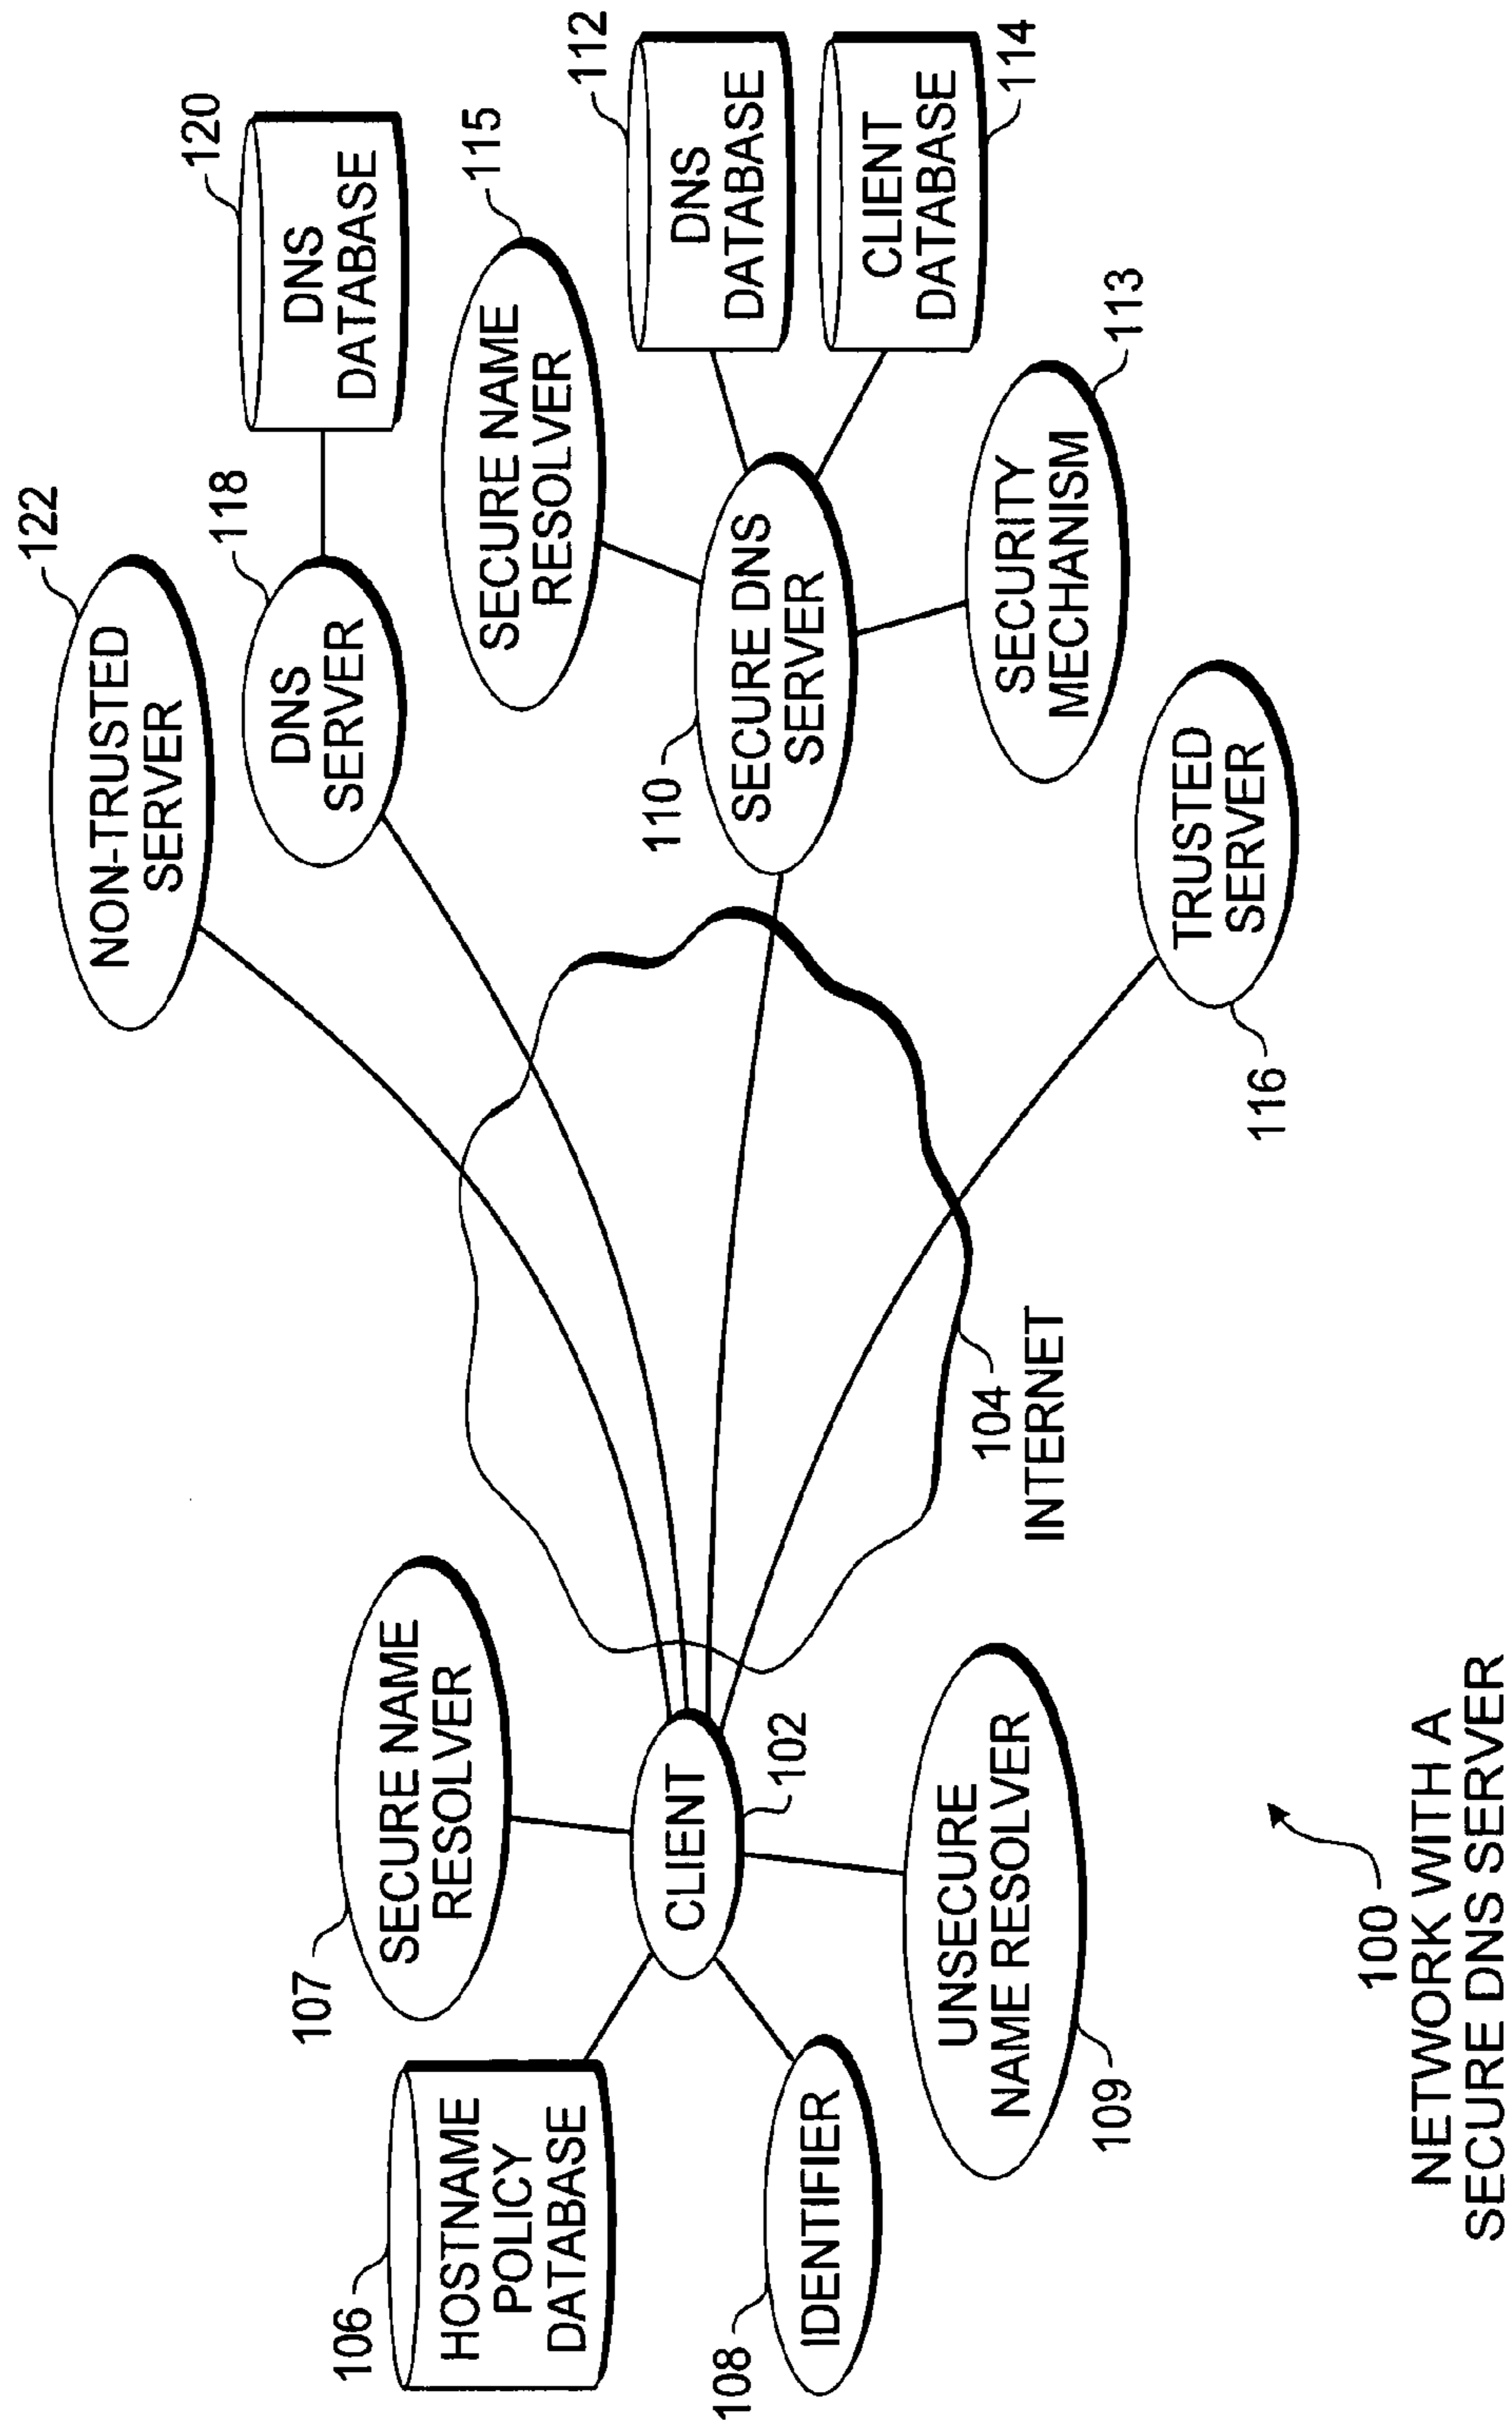 122
NON-TRUSTED
SERVER
120
118
DNS
SERVER
DNS
DATABASE
107
SECURE NAME
RESOLVER
115
SECURE NAME
RESOLVER
112
DNS
DATABASE
106
HOSTNAME
POLICY
DATABASE
CLIENT
102
110
SECURE DNS
SERVER
CLIENT
DATABASE
114
108
IDENTIFIER
UNSECURE
NAME RESOLVER
109
104
INTERNET
SECURITY
MECHANISM
113
TRUSTED
SERVER
116
100
NETWORK WITH A
SECURE DNS SERVER